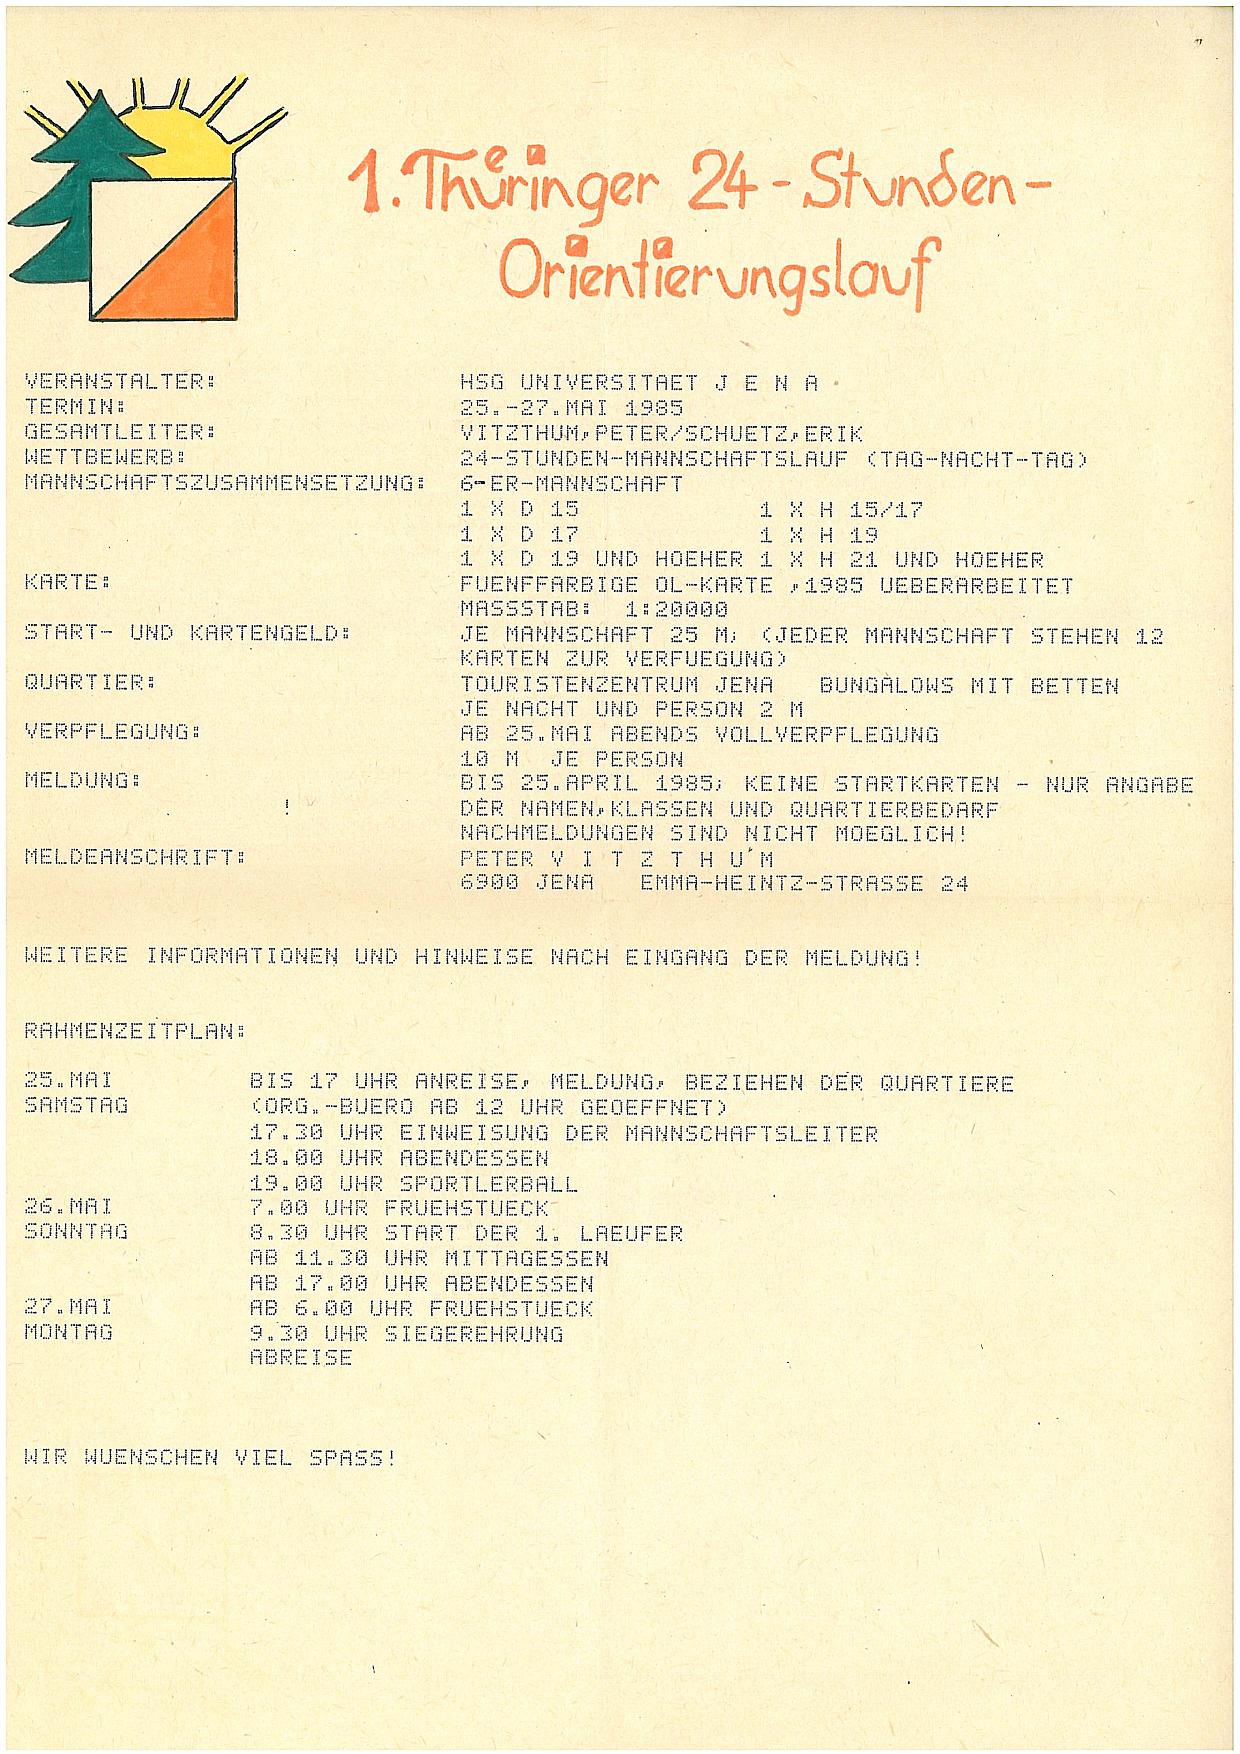 1. Thüringer 24-Stunden-
Orientierungslauf
VERANSTALTER: HSG UNIVERSITAET J E N A
TERMIN: 25.-27.MAI 1985
GESAMTLEITER: VITZTHUM,PETER/SCHUETZ,ERIK
WETTBEWERB: 24-STUNDEN-MANNSCHAFTSLAUF (TAG-NACHT-TAG)
MANNSCHAFTSZUSAMMENSETZUNG: 6-ER-MANNSCHAFT
1 X D 15 1 X H 15/17
1 X D 17 1 X H 19
1 X D 19 UND HOEHER 1 X H 21 UND HOEHER
KARTE: FUENFFARBIGE OL-KARTE ,1985 UEBERARBEITET
MASSSTAB: 1:20000
START- UND KARTENGELD: JE MANNSCHAFT 25 M; (JEDER MANNSCHAFT STEHEN 12
KARTEN ZUR VERFUEGUNG)
QUARTIER: TOURISTENZENTRUM JENA BUNGALOWS MIT BETTEN
JE NACHT UND PERSON 2 M
VERPFLEGUNG: AB 25.MAI ABENDS VOLLVERPFLEGUNG
10 M JE PERSON
MELDUNG: BIS 25.APRIL 1985; KEINE STARTKARTEN - NUR ANGABE
! DER NAMEN,KLASSEN UND QUARTIERBEDARF
NACHMELDUNGEN SIND NICHT MOEGLICH!
MELDEANSCHRIFT: PETER V I T Z T H U M
6900 JENA EMMA-HEINTZ-STRASSE 24
WEITERE INFORMATIONEN UND HINWEISE NACH EINGANG DER MELDUNG!
RAHMENZEITPLAN:
25.MAI BIS 17 UHR ANREISE, MELDUNG, BEZIEHEN DER QUARTIERE
SAMSTAG (ORG.-BUERO AB 12 UHR GEOEFFNET)
17.30 UHR EINWEISUNG DER MANNSCHAFTSLEITER
18.00 UHR ABENDESSEN
19.00 UHR SPORTLERBALL
26.MAI 7.00 UHR FRUEHSTUECK
SONNTAG 8.30 UHR START DER 1. LAEUFER
AB 11.30 UHR MITTAGESSEN
AB 17.00 UHR ABENDESSEN
27.MAI AB 6.00 UHR FRUEHSTUECK
MONTAG 9.30 UHR SIEGEREHRUNG
ABREISE
WIR WUENSCHEN VIEL SPASS!